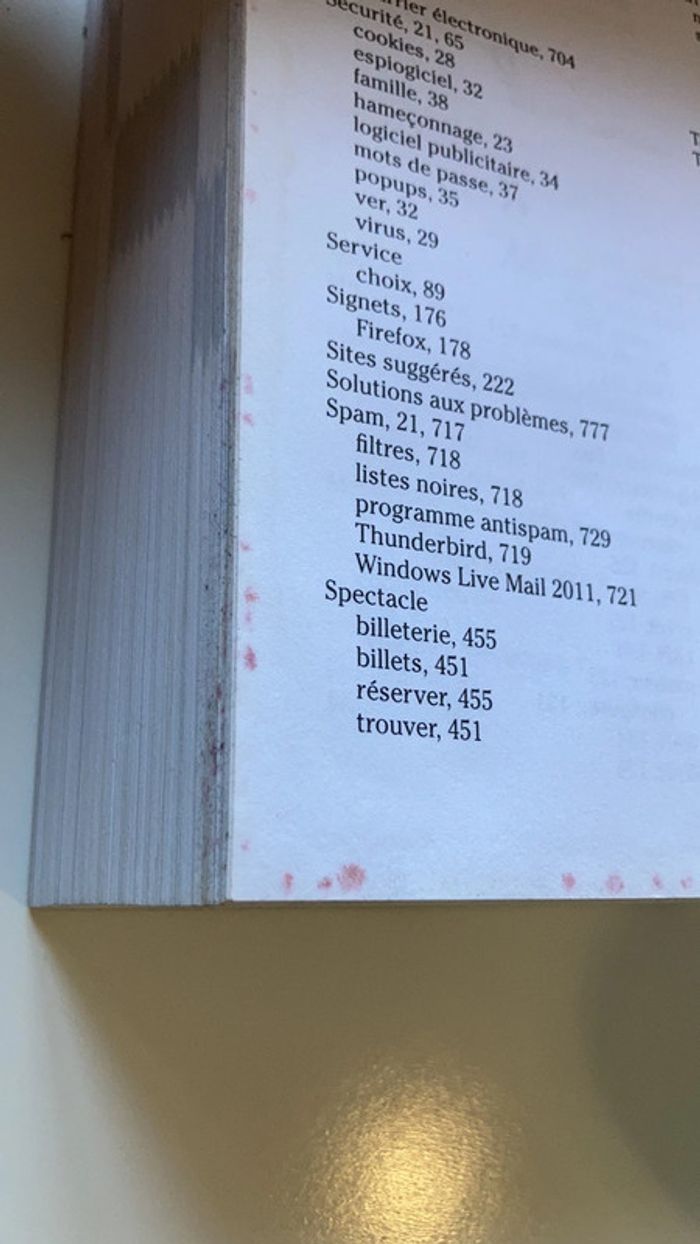 électronique, 704
Sécurité, 21, 65
cookies, 28
espiogiciel, 32
famille, 38
hameçonnage, 23
logiciel publicitaire, 34
mots de passe, 37
popups, 35
ver, 32
virus, 29
Service
choix, 89
Signets, 176
Firefox, 178
Sites suggérés, 222
Solutions aux problèmes, 777
Spam, 21, 717
filtres, 718
listes noires, 718
programme antispam, 729
Thunderbird, 719
Windows Live Mail 2011, 721
Spectacle
billeterie, 455
billets, 451
réserver, 455
trouver, 451